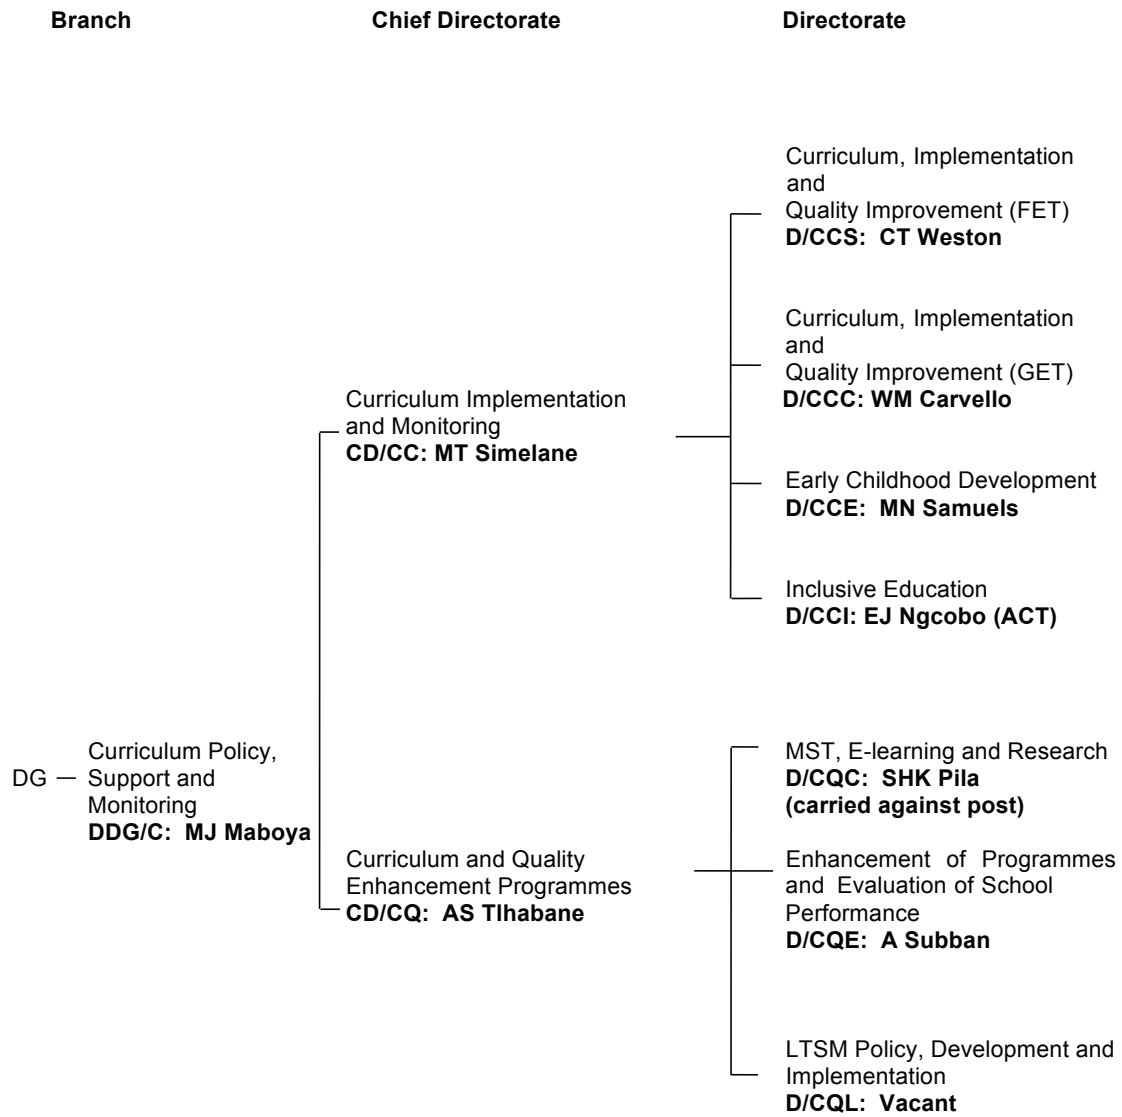 Branch
Chief Directorate
Directorate
Curriculum, Implementation
and
Quality Improvement (FET)
D/CCS: CT Weston
Curriculum, Implementation
and
Quality Improvement (GET)
D/CCC: WM Carvello
Curriculum Implementation
and Monitoring
CD/CC: MT Simelane
Early Childhood Development
D/CCE: MN Samuels
Inclusive Education
D/CCI: EJ Ngcobo (ACT)
DG
Curriculum Policy,
Support and
Monitoring
DDG/C: MJ Maboya
MST, E-learning and Research
D/CQC: SHK Pila
(carried against post)
Curriculum and Quality
Enhancement Programmes
CD/CQ: AS Tlhabane
Enhancement of Programmes
and Evaluation of School
Performance
D/CQE: A Subban
LTSM Policy, Development and
Implementation
D/CQL: Vacant